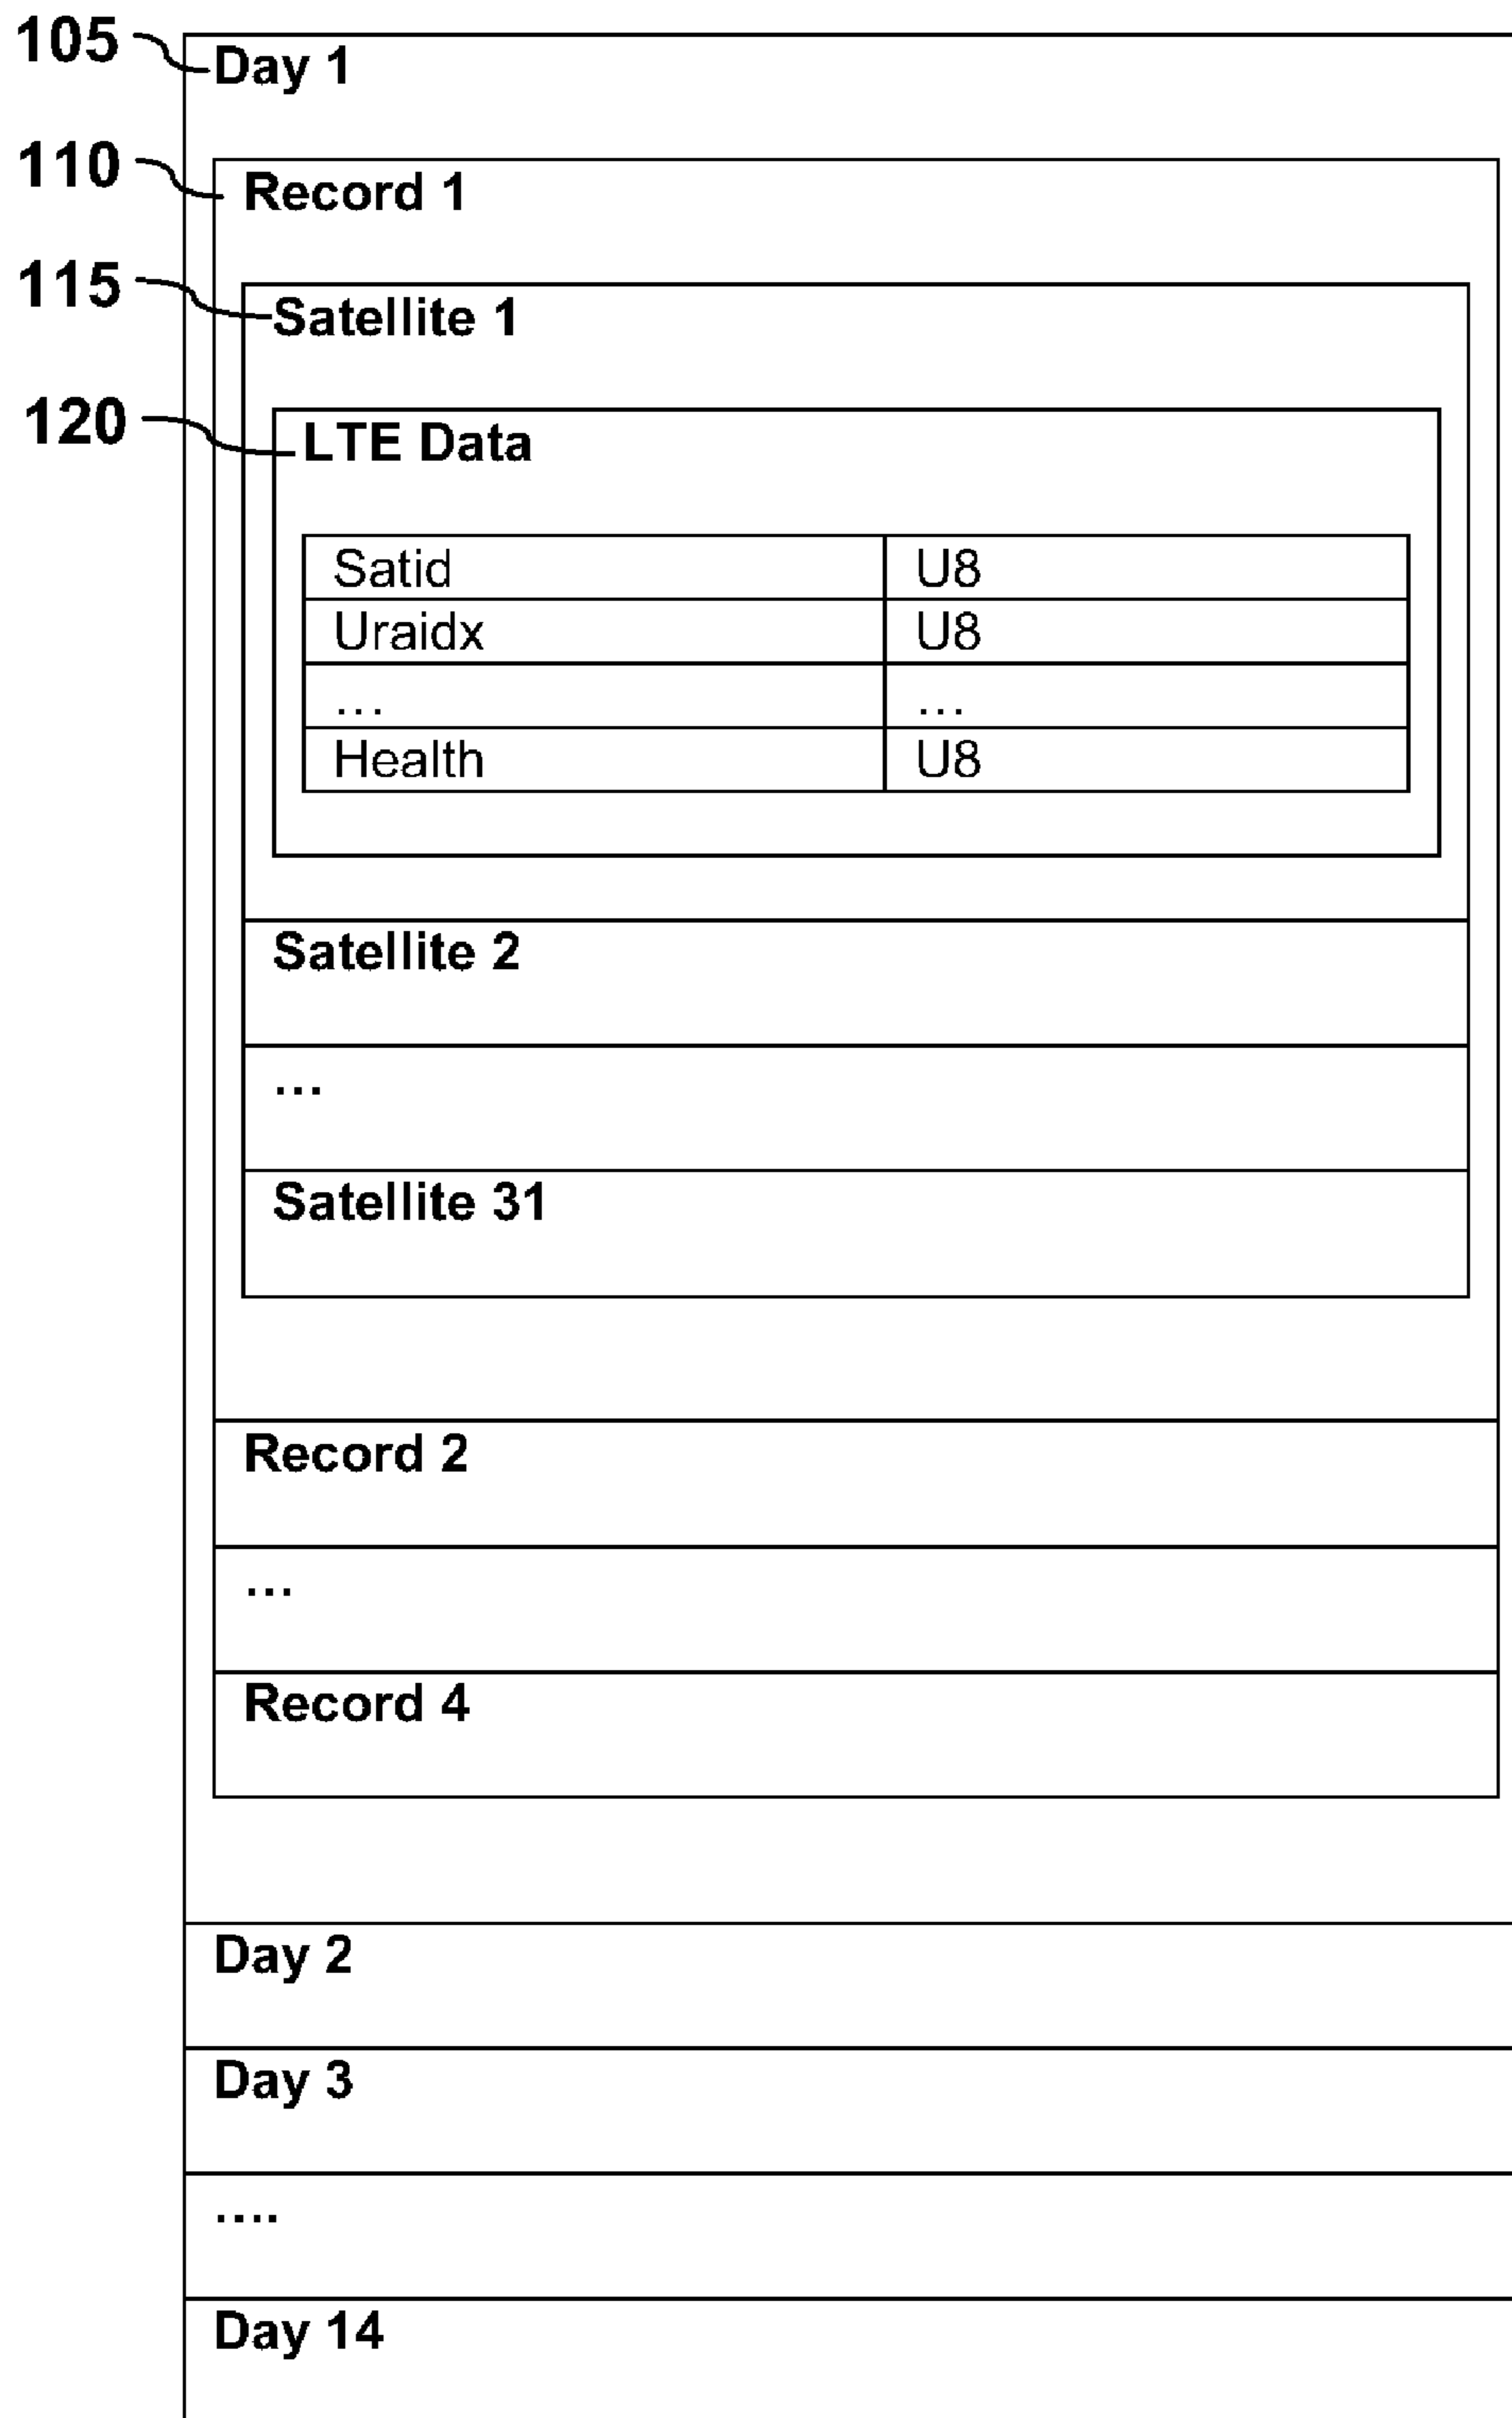 105 Day 1
110 Record 1
115 Satellite 1
120 LTE Data
Satid U8
Uraidx U8
... ...
Health U8
Satellite 2
...
Satellite 31
Record 2
...
Record 4
Day 2
Day 3
....
Day 14